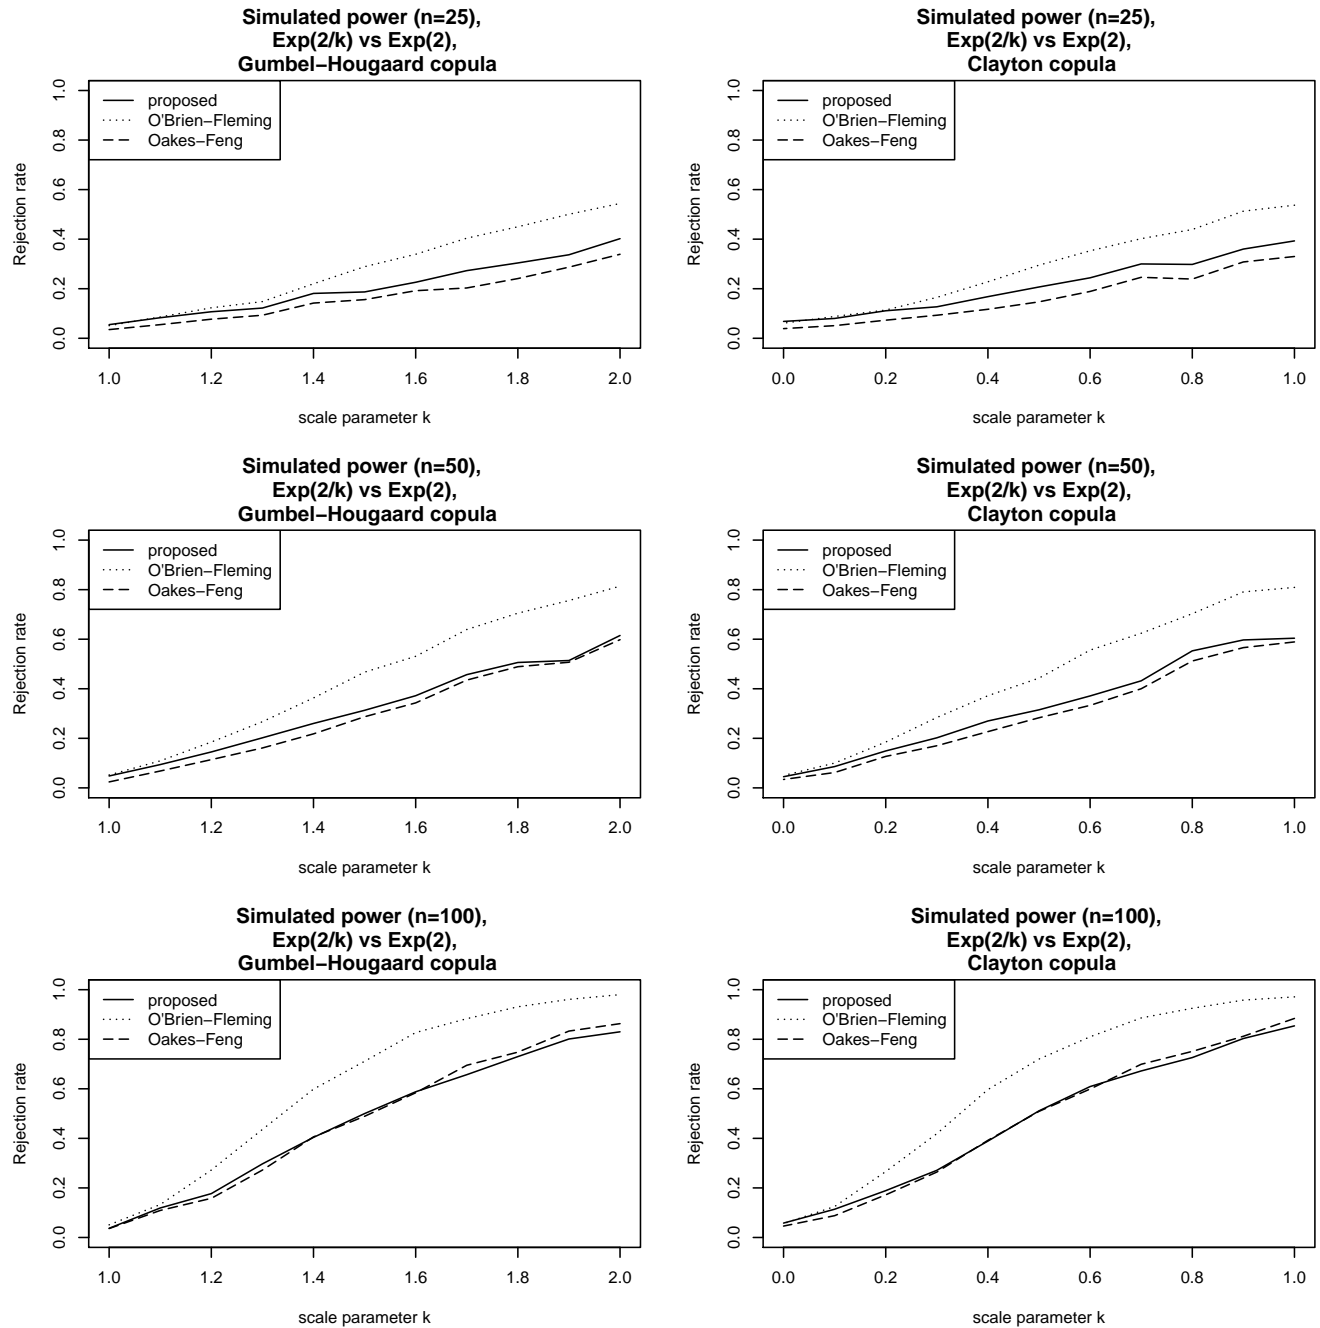 Simulated power (n=25),
Exp(2/k) vs Exp(2),
Gumbel−Hougaard copula
proposed
O'Brien−Fleming
Oakes−Feng
Rejection rate
0.0
0.2
0.4
0.6
0.8
1.0
1.0 1.2 1.4 1.6 1.8 2.0
scale parameter k
Simulated power (n=25),
Exp(2/k) vs Exp(2),
Clayton copula
proposed
O'Brien−Fleming
Oakes−Feng
Rejection rate
0.0
0.2
0.4
0.6
0.8
1.0
0.0 0.2 0.4 0.6 0.8 1.0
scale parameter k
Simulated power (n=50),
Exp(2/k) vs Exp(2),
Gumbel−Hougaard copula
proposed
O'Brien−Fleming
Oakes−Feng
Rejection rate
0.0
0.2
0.4
0.6
0.8
1.0
1.0 1.2 1.4 1.6 1.8 2.0
scale parameter k
Simulated power (n=50),
Exp(2/k) vs Exp(2),
Clayton copula
proposed
O'Brien−Fleming
Oakes−Feng
Rejection rate
0.0
0.2
0.4
0.6
0.8
1.0
0.0 0.2 0.4 0.6 0.8 1.0
scale parameter k
Simulated power (n=100),
Exp(2/k) vs Exp(2),
Gumbel−Hougaard copula
proposed
O'Brien−Fleming
Oakes−Feng
Rejection rate
0.0
0.2
0.4
0.6
0.8
1.0
1.0 1.2 1.4 1.6 1.8 2.0
scale parameter k
Simulated power (n=100),
Exp(2/k) vs Exp(2),
Clayton copula
proposed
O'Brien−Fleming
Oakes−Feng
Rejection rate
0.0
0.2
0.4
0.6
0.8
1.0
0.0 0.2 0.4 0.6 0.8 1.0
scale parameter k